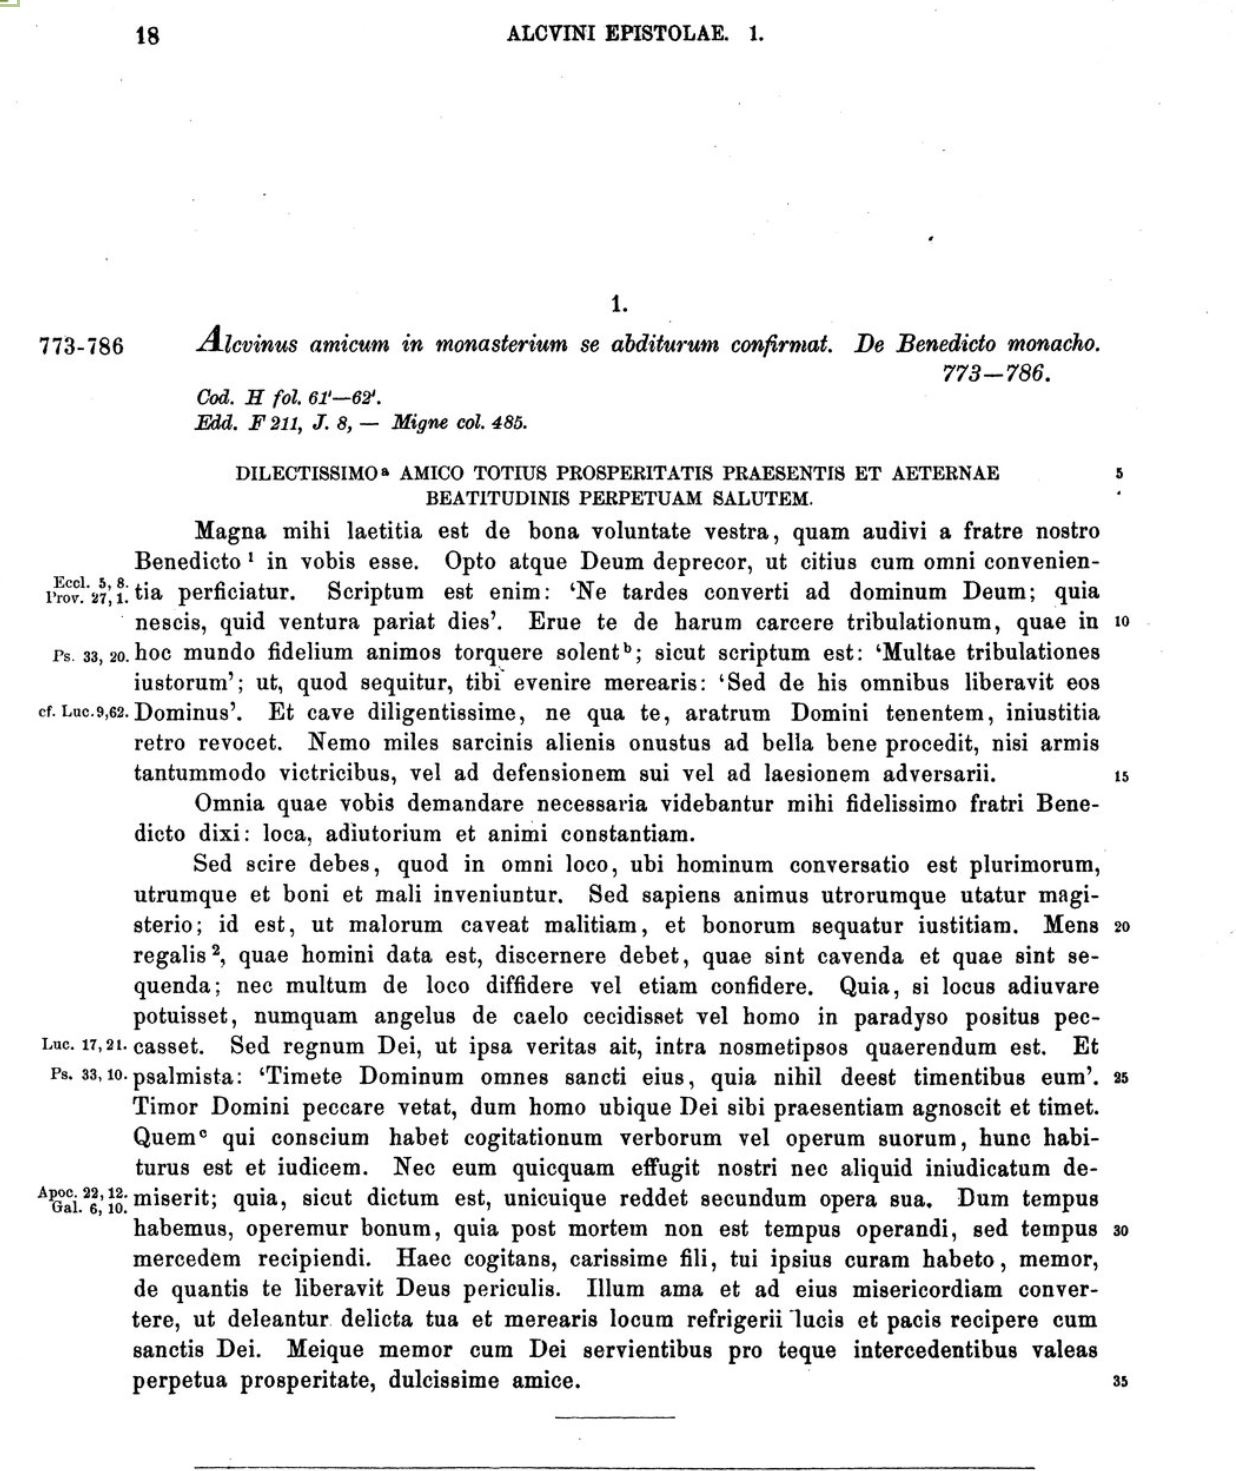 18 ALCVINI EPISTOLAE. 1.
1.
773-786 Alcvinus amicum in monasterium se abditurum confirmat. De Benedicto monacho.
773—786.
Cod. H fol. 61'—62'.
Edd. F 211, J. 8, — Migne col. 485.
DILECTISSIMOᵃ AMICO TOTIUS PROSPERITATIS PRAESENTIS ET AETERNAE 5
BEATITUDINIS PERPETUAM SALUTEM.
Magna mihi laetitia est de bona voluntate vestra, quam audivi a fratre nostro
Benedicto ¹ in vobis esse. Opto atque Deum deprecor, ut citius cum omni convenien-
Eccl. 5, 8.
Prov. 27, 1. tia perficiatur. Scriptum est enim: ‘Ne tardes converti ad dominum Deum; quia
nescis, quid ventura pariat dies’. Erue te de harum carcere tribulationum, quae in 10
Ps. 33, 20. hoc mundo fidelium animos torquere solentᵇ; sicut scriptum est: ‘Multae tribulationes
iustorum’; ut, quod sequitur, tibi evenire merearis: ‘Sed de his omnibus liberavit eos
cf. Luc. 9,62. Dominus’. Et cave diligentissime, ne qua te, aratrum Domini tenentem, iniustitia
retro revocet. Nemo miles sarcinis alienis onustus ad bella bene procedit, nisi armis
tantummodo victricibus, vel ad defensionem sui vel ad laesionem adversarii. 15
Omnia quae vobis demandare necessaria videbantur mihi fidelissimo fratri Bene-
dicto dixi: loca, adiutorium et animi constantiam.
Sed scire debes, quod in omni loco, ubi hominum conversatio est plurimorum,
utrumque et boni et mali inveniuntur. Sed sapiens animus utrorumque utatur magi-
sterio; id est, ut malorum caveat malitiam, et bonorum sequatur iustitiam. Mens 20
regalis ², quae homini data est, discernere debet, quae sint cavenda et quae sint se-
quenda; nec multum de loco diffidere vel etiam confidere. Quia, si locus adiuvare
potuisset, numquam angelus de caelo cecidisset vel homo in paradyso positus pec-
Luc. 17, 21. casset. Sed regnum Dei, ut ipsa veritas ait, intra nosmetipsos quaerendum est. Et
Ps. 33, 10. psalmista: ‘Timete Dominum omnes sancti eius, quia nihil deest timentibus eum’. 25
Timor Domini peccare vetat, dum homo ubique Dei sibi praesentiam agnoscit et timet.
Quemᶜ qui conscium habet cogitationum verborum vel operum suorum, hunc habi-
turus est et iudicem. Nec eum quicquam effugit nostri nec aliquid iniudicatum de-
Apoc. 22, 12.
Gal. 6, 10. miserit; quia, sicut dictum est, unicuique reddet secundum opera sua. Dum tempus
habemus, operemur bonum, quia post mortem non est tempus operandi, sed tempus 30
mercedem recipiendi. Haec cogitans, carissime fili, tui ipsius curam habeto, memor,
de quantis te liberavit Deus periculis. Illum ama et ad eius misericordiam conver-
tere, ut deleantur delicta tua et merearis locum refrigerii lucis et pacis recipere cum
sanctis Dei. Meique memor cum Dei servientibus pro teque intercedentibus valeas
perpetua prosperitate, dulcissime amice. 35